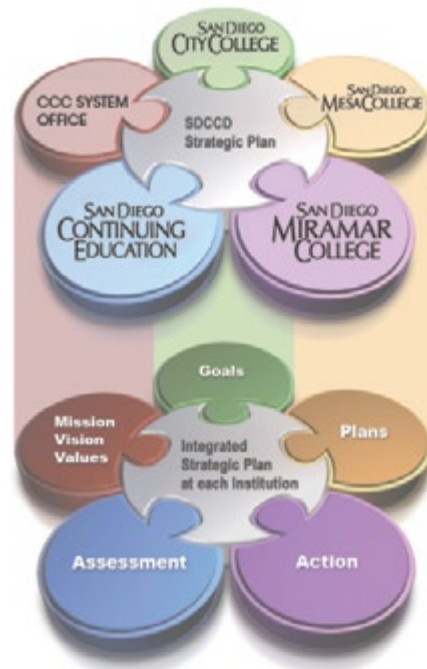 SAN DIEGO
CITY COLLEGE
CCC SYSTEM
OFFICE
SAN DIEGO
MESA COLLEGE
SDCCD
Strategic Plan
SAN DIEGO
CONTINUING
EDUCATION
SAN DIEGO
MIRAMAR
COLLEGE
Goals
Mission
Vision
Values
Integrated
Strategic Plan
at each Institution
Plans
Assessment
Action